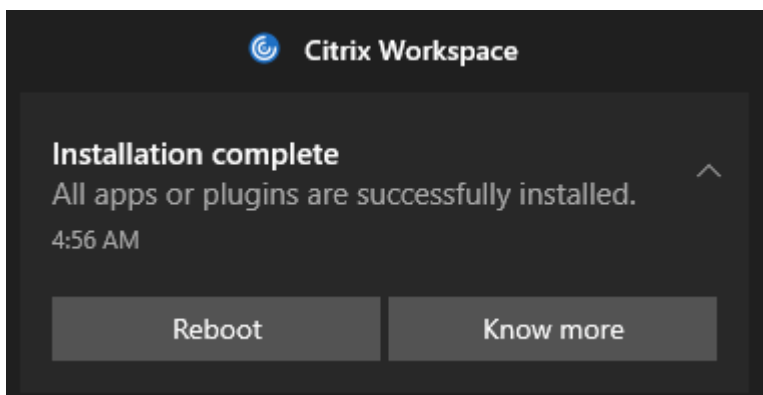 Citrix Workspace
Installation complete
All apps or plugins are successfully installed.
4:56 AM
Reboot
Know more